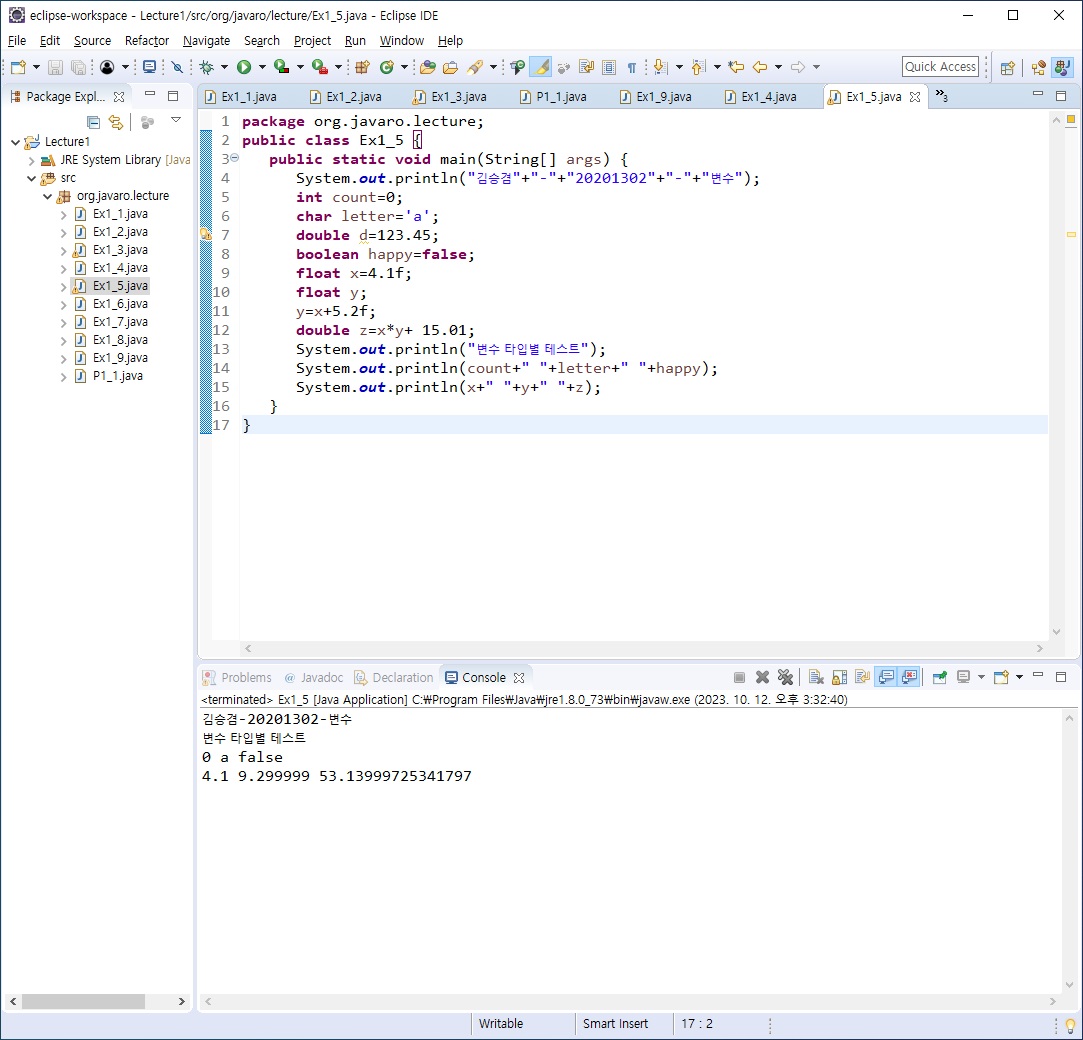 eclipse-workspace - Lecture1/src/org/javaro/lecture/Ex1_5.java - Eclipse IDE
File Edit Source Refactor Navigate Search Project Run Window Help
Quick Access
Package Expl...
Lecture1
JRE System Library [Java
src
org.javaro.lecture
Ex1_1.java
Ex1_2.java
Ex1_3.java
Ex1_4.java
Ex1_5.java
Ex1_6.java
Ex1_7.java
Ex1_8.java
Ex1_9.java
P1_1.java
Ex1_1.java Ex1_2.java Ex1_3.java P1_1.java Ex1_9.java Ex1_4.java Ex1_5.java »3
1 package org.javaro.lecture;
2 public class Ex1_5 {
3 public static void main(String[] args) {
4 System.out.println("김승겸"+"-"+"20201302"+"-"+"변수");
5 int count=0;
6 char letter='a';
7 double d=123.45;
8 boolean happy=false;
9 float x=4.1f;
10 float y;
11 y=x+5.2f;
12 double z=x*y+ 15.01;
13 System.out.println("변수 타입별 테스트");
14 System.out.println(count+" "+letter+" "+happy);
15 System.out.println(x+" "+y+" "+z);
16 }
17 }
Problems @ Javadoc Declaration Console
<terminated> Ex1_5 [Java Application] C:₩Program Files₩Java₩jre1.8.0_73₩bin₩javaw.exe (2023. 10. 12. 오후 3:32:40)
김승겸-20201302-변수
변수 타입별 테스트
0 a false
4.1 9.299999 53.13999725341797
Writable Smart Insert 17 : 2